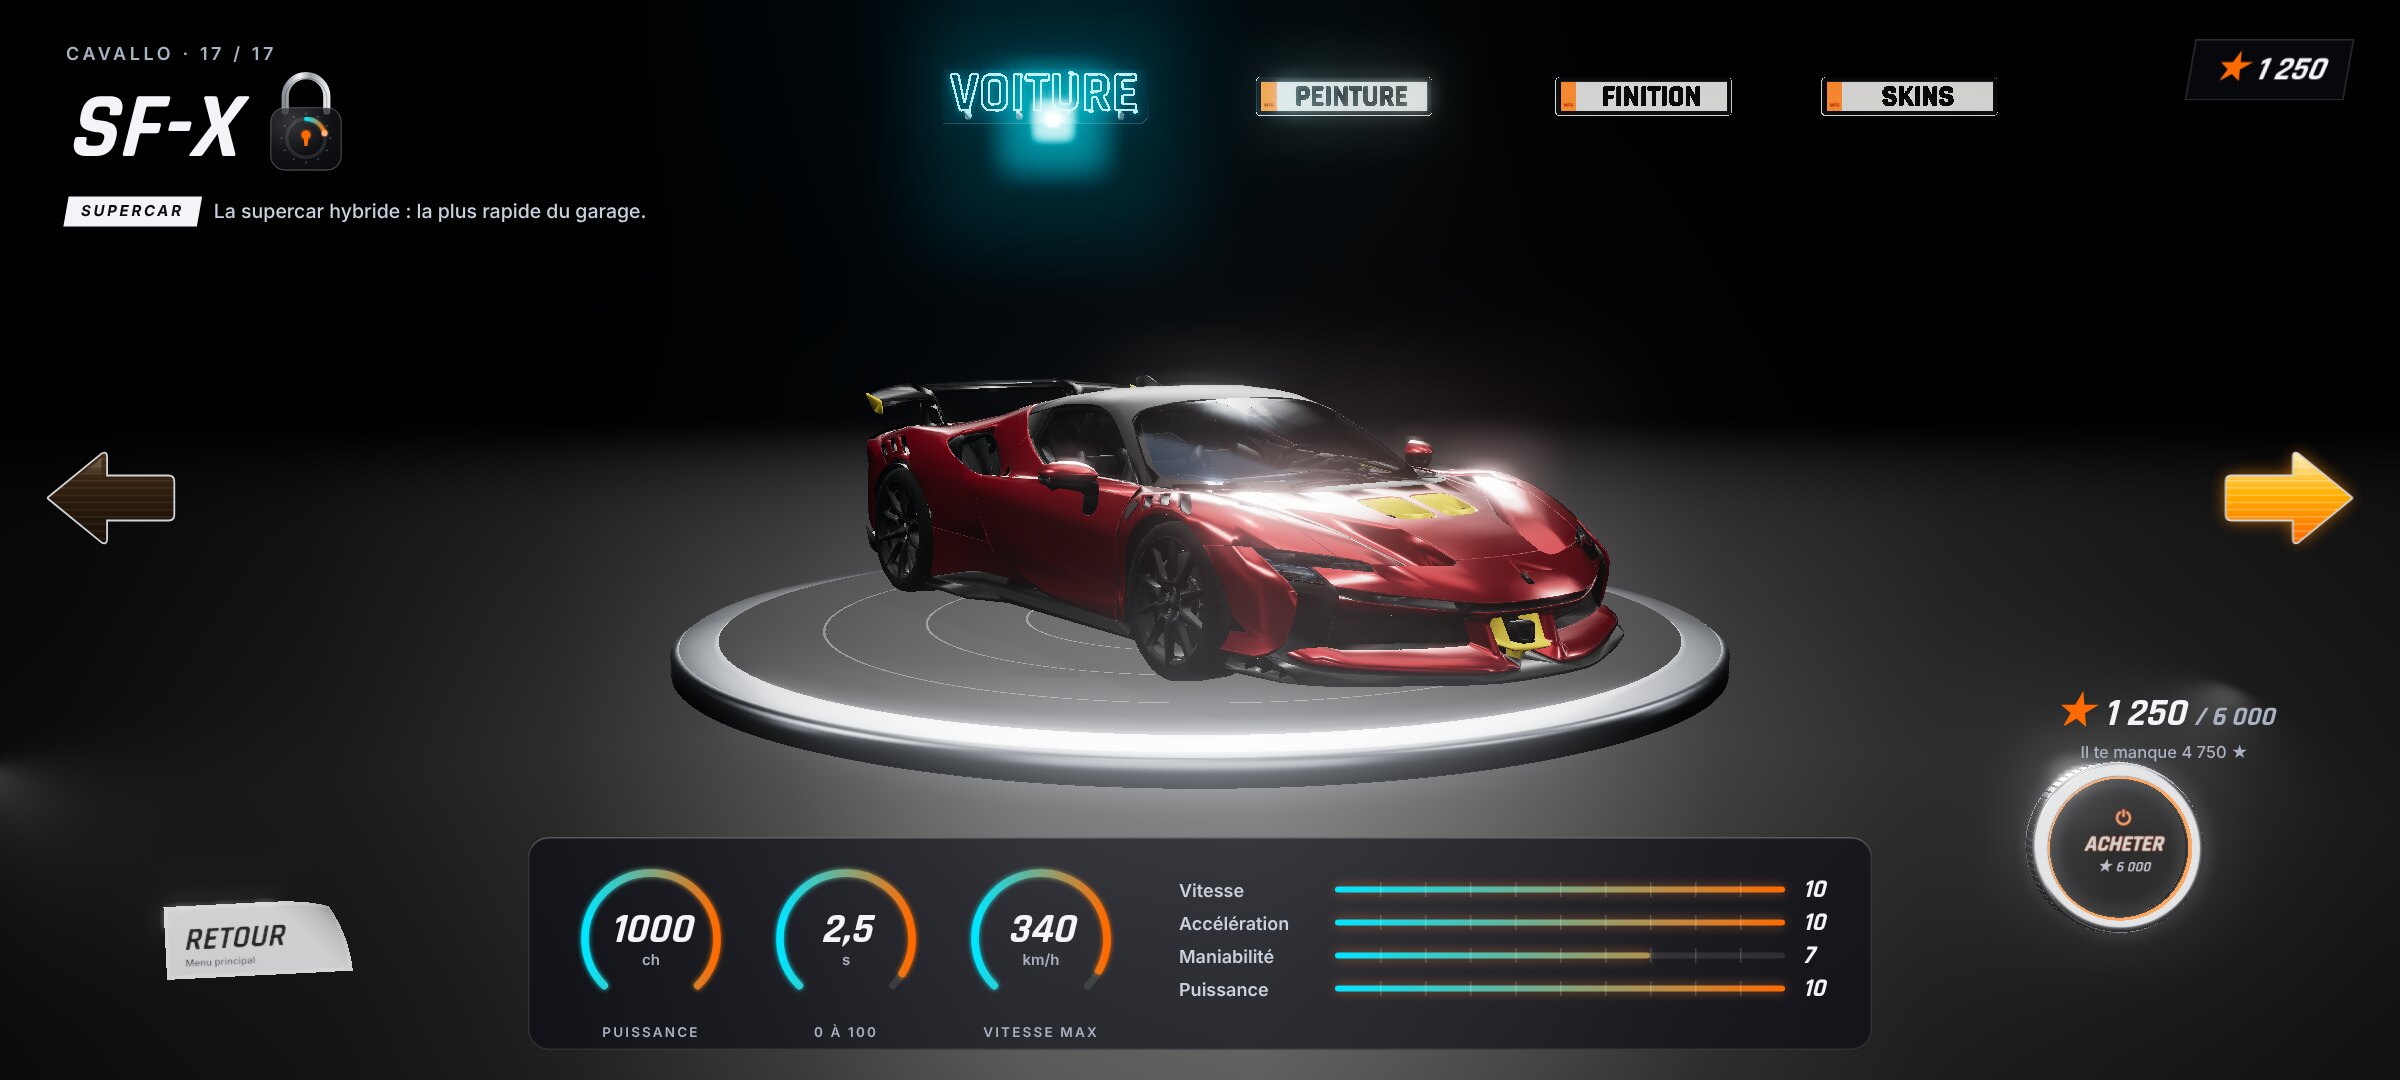 CAVALLO · 17 / 17
SF-X
SUPERCAR
La supercar hybride : la plus rapide du garage.
VOITURE
PEINTURE
FINITION
SKINS
★ 1 250
★ 1 250 / 6 000
Il te manque 4 750 ★
ACHETER
★ 6 000
RETOUR
Menu principal
1000
ch
PUISSANCE
2,5
s
0 À 100
340
km/h
VITESSE MAX
Vitesse 10
Accélération 10
Maniabilité 7
Puissance 10